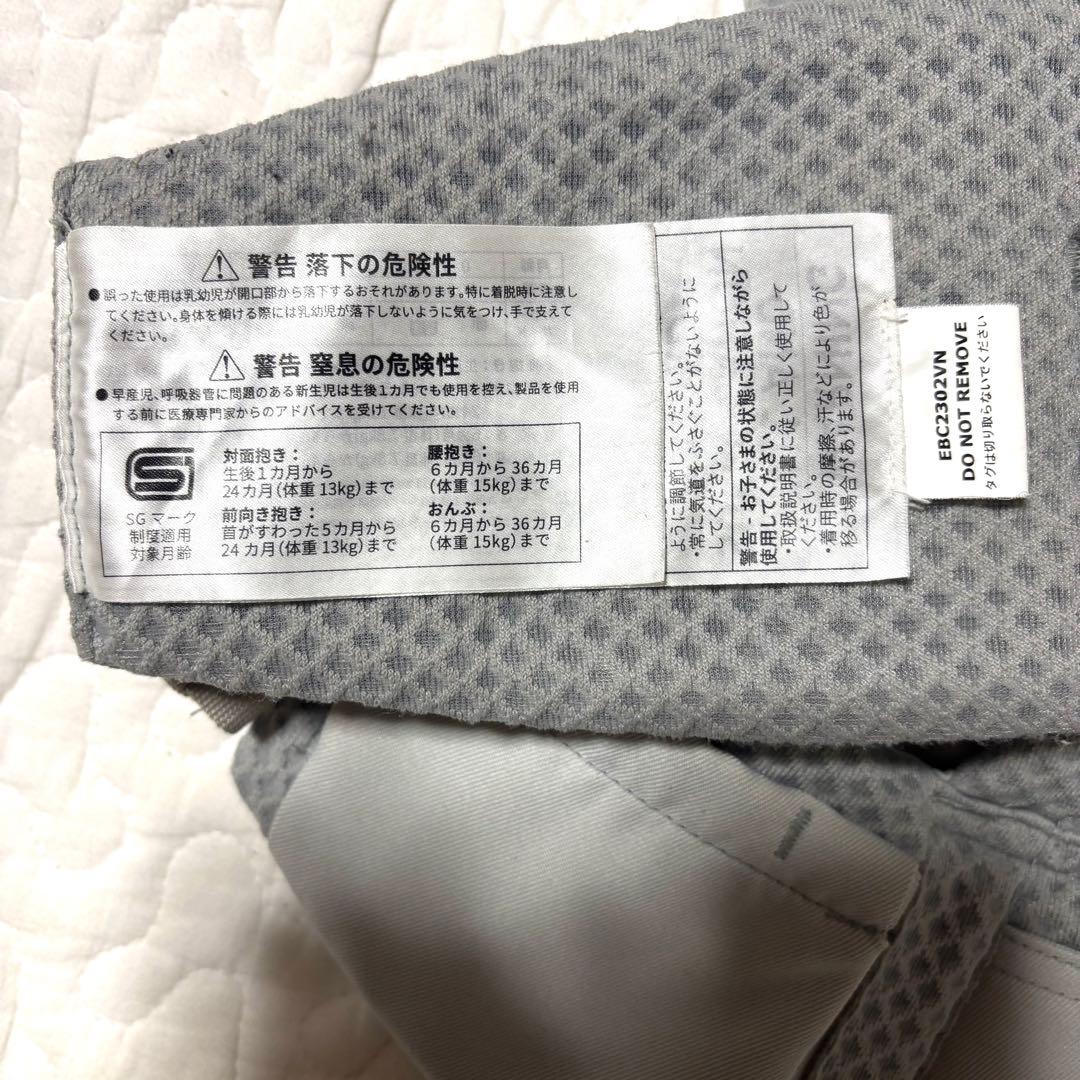 警告 落下の危険性
●誤った使用は乳幼児が開口部から落下するおそれがあります。特に着脱時に注意し
てください。身体を傾ける際には乳幼児が落下しないように気をつけ、手で支えて
ください。
警告 窒息の危険性
●早産児、呼吸器管に問題のある新生児は生後1カ月でも使用を控え、製品を使用
する前に医療専門家からのアドバイスを受けてください。
SGマーク
制度適用
対象月齢
対面抱き：
生後1カ月から
24カ月（体重13kg）まで
前向き抱き：
首がすわった5カ月から
24カ月（体重13kg）まで
腰抱き：
6カ月から36カ月
（体重15kg）まで
おんぶ：
6カ月から36カ月
（体重15kg）まで
ように調節してください。
・常に気道をふさぐことがないように
してください。
警告 - お子さまの状態に注意しながら
使用してください。
・取扱説明書に従い正しく使用して
ください。
・着用時の摩擦、汗などにより色が
移る場合があります。
EBC2302VN
DO NOT REMOVE
タグは切り取らないでください